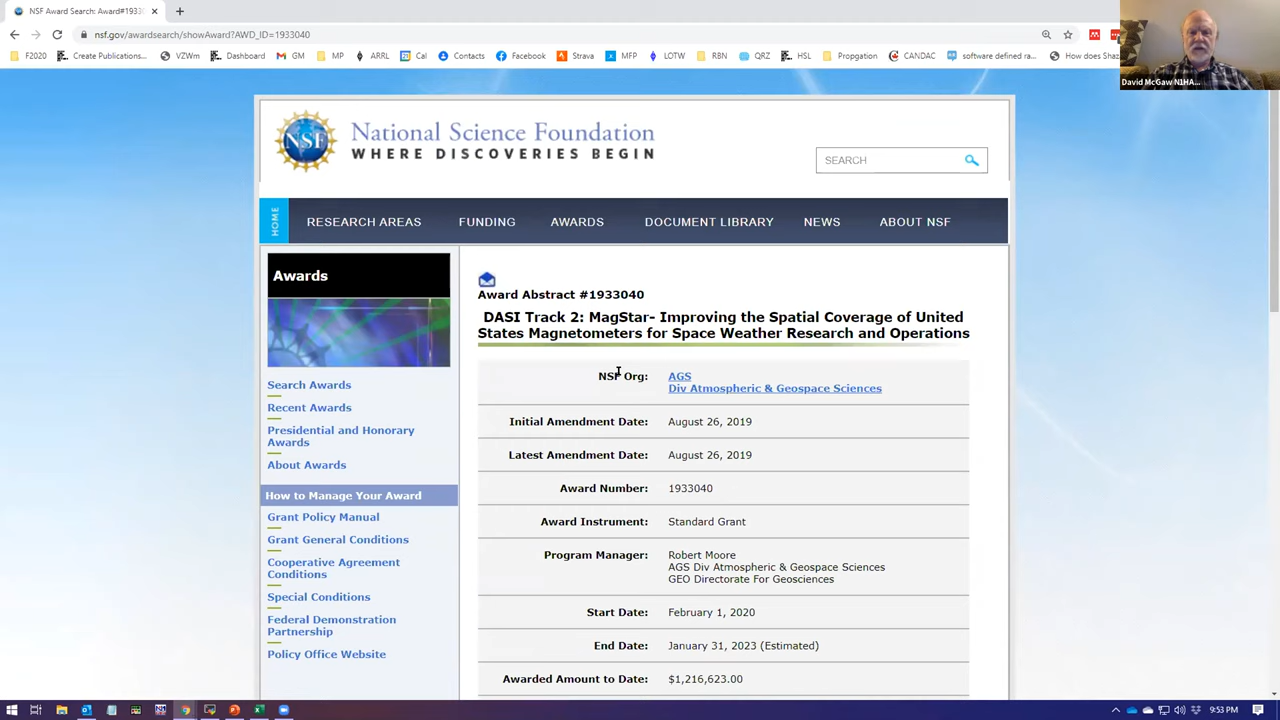 NSF Award Search: Award#1933
nsf.gov/awardsearch/showAward?AWD_ID=1933040
F2020 Create Publications... VZWm Dashboard GM MP ARRL Cal Contacts Facebook Strava MFP LOTW RBN QRZ HSL Propgation CANDAC software defined ra... How does Shaz
David McGaw N1HA...
NSF
National Science Foundation
WHERE DISCOVERIES BEGIN
SEARCH
HOME RESEARCH AREAS FUNDING AWARDS DOCUMENT LIBRARY NEWS ABOUT NSF
Awards
Search Awards
Recent Awards
Presidential and Honorary
Awards
About Awards
How to Manage Your Award
Grant Policy Manual
Grant General Conditions
Cooperative Agreement
Conditions
Special Conditions
Federal Demonstration
Partnership
Policy Office Website
Award Abstract #1933040
DASI Track 2: MagStar- Improving the Spatial Coverage of United
States Magnetometers for Space Weather Research and Operations
NSF Org: AGS
Div Atmospheric & Geospace Sciences
Initial Amendment Date: August 26, 2019
Latest Amendment Date: August 26, 2019
Award Number: 1933040
Award Instrument: Standard Grant
Program Manager: Robert Moore
AGS Div Atmospheric & Geospace Sciences
GEO Directorate For Geosciences
Start Date: February 1, 2020
End Date: January 31, 2023 (Estimated)
Awarded Amount to Date: $1,216,623.00
9:53 PM